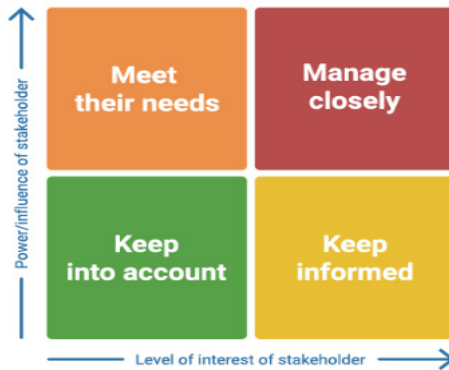 Power/influence of stakeholder
Meet
their needs
Manage
closely
Keep
into account
Keep
informed
Level of interest of stakeholder